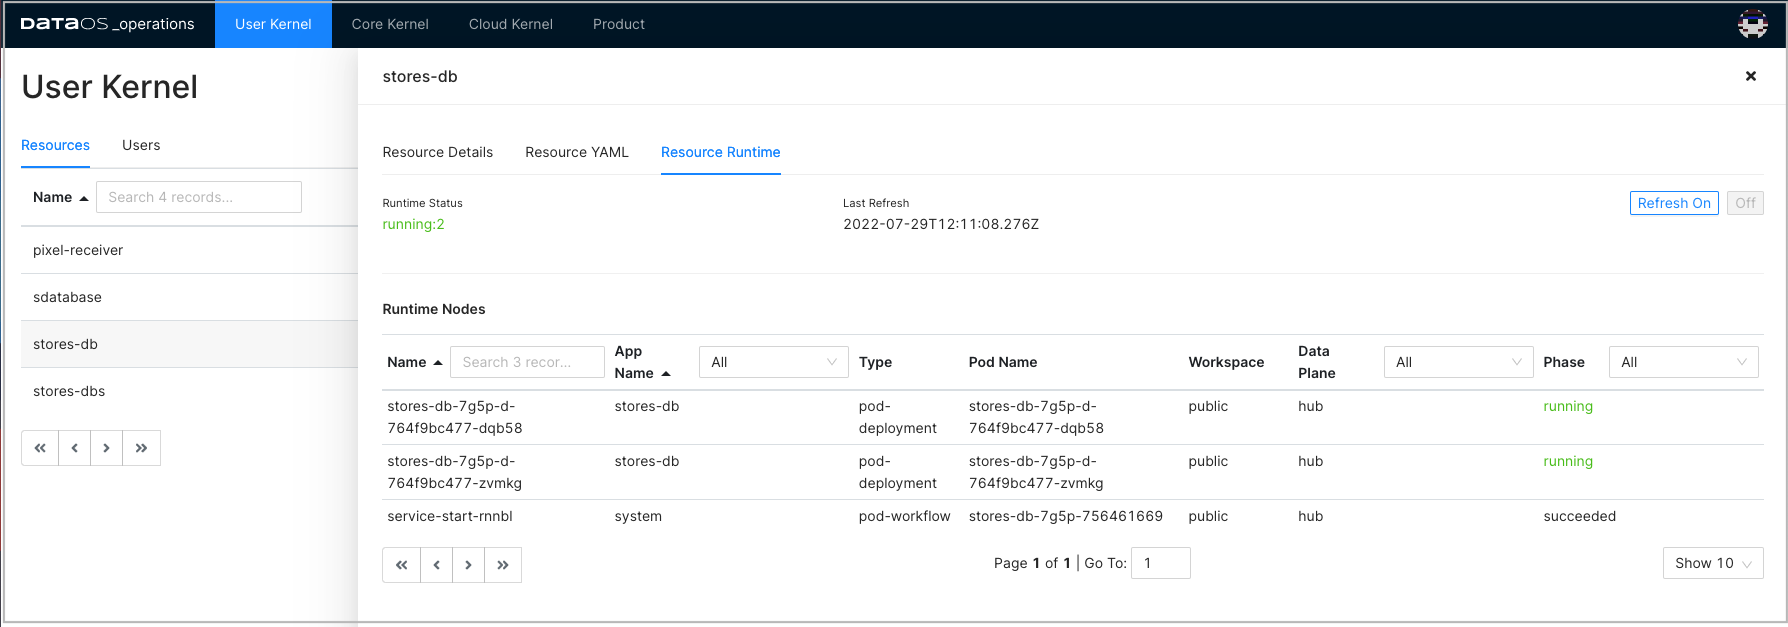 DATAOS _operations User Kernel Core Kernel Cloud Kernel Product
User Kernel
Resources Users
Name Search 4 records...
pixel-receiver
sdatabase
stores-db
stores-dbs
stores-db
Resource Details Resource YAML Resource Runtime
Runtime Status Last Refresh
running:2 2022-07-29T12:11:08.276Z Refresh On Off
Runtime Nodes
Name Search 3 recor... App Name All Type Pod Name Workspace Data Plane All Phase All
stores-db-7g5p-d- stores-db pod- stores-db-7g5p-d- public hub running
764f9bc477-dqb58 deployment 764f9bc477-dqb58
stores-db-7g5p-d- stores-db pod- stores-db-7g5p-d- public hub running
764f9bc477-zvmkg deployment 764f9bc477-zvmkg
service-start-rnnbl system pod-workflow stores-db-7g5p-756461669 public hub succeeded
Page 1 of 1 | Go To: 1 Show 10